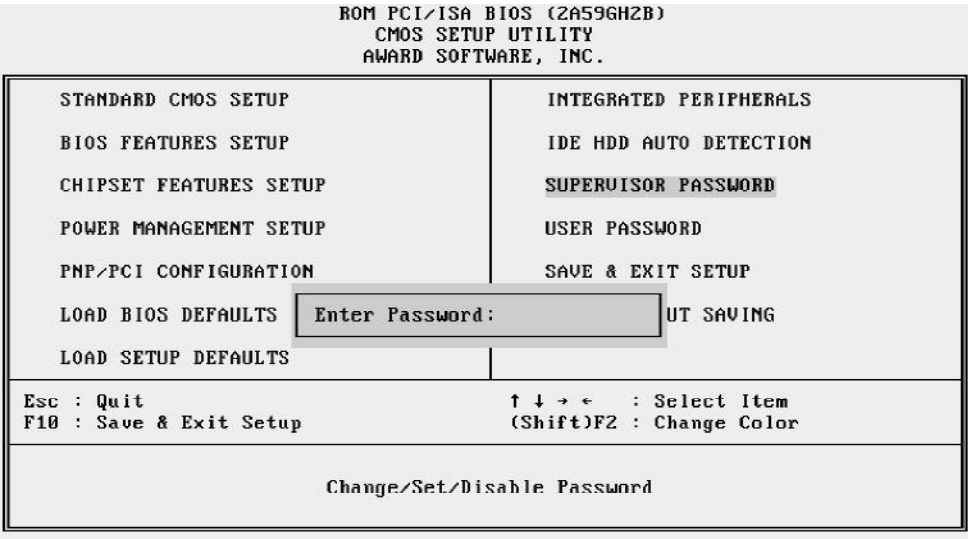 ROM PCI/ISA BIOS (2A59GH2B)
CMOS SETUP UTILITY
AWARD SOFTWARE, INC.
STANDARD CMOS SETUP
BIOS FEATURES SETUP
CHIPSET FEATURES SETUP
POWER MANAGEMENT SETUP
PNP/PCI CONFIGURATION
LOAD BIOS DEFAULTS
LOAD SETUP DEFAULTS
INTEGRATED PERIPHERALS
IDE HDD AUTO DETECTION
SUPERVISOR PASSWORD
USER PASSWORD
SAVE & EXIT SETUP
UT SAVING
Enter Password:
Esc : Quit
F10 : Save & Exit Setup
↑ ↓ → ← : Select Item
(Shift)F2 : Change Color
Change/Set/Disable Password